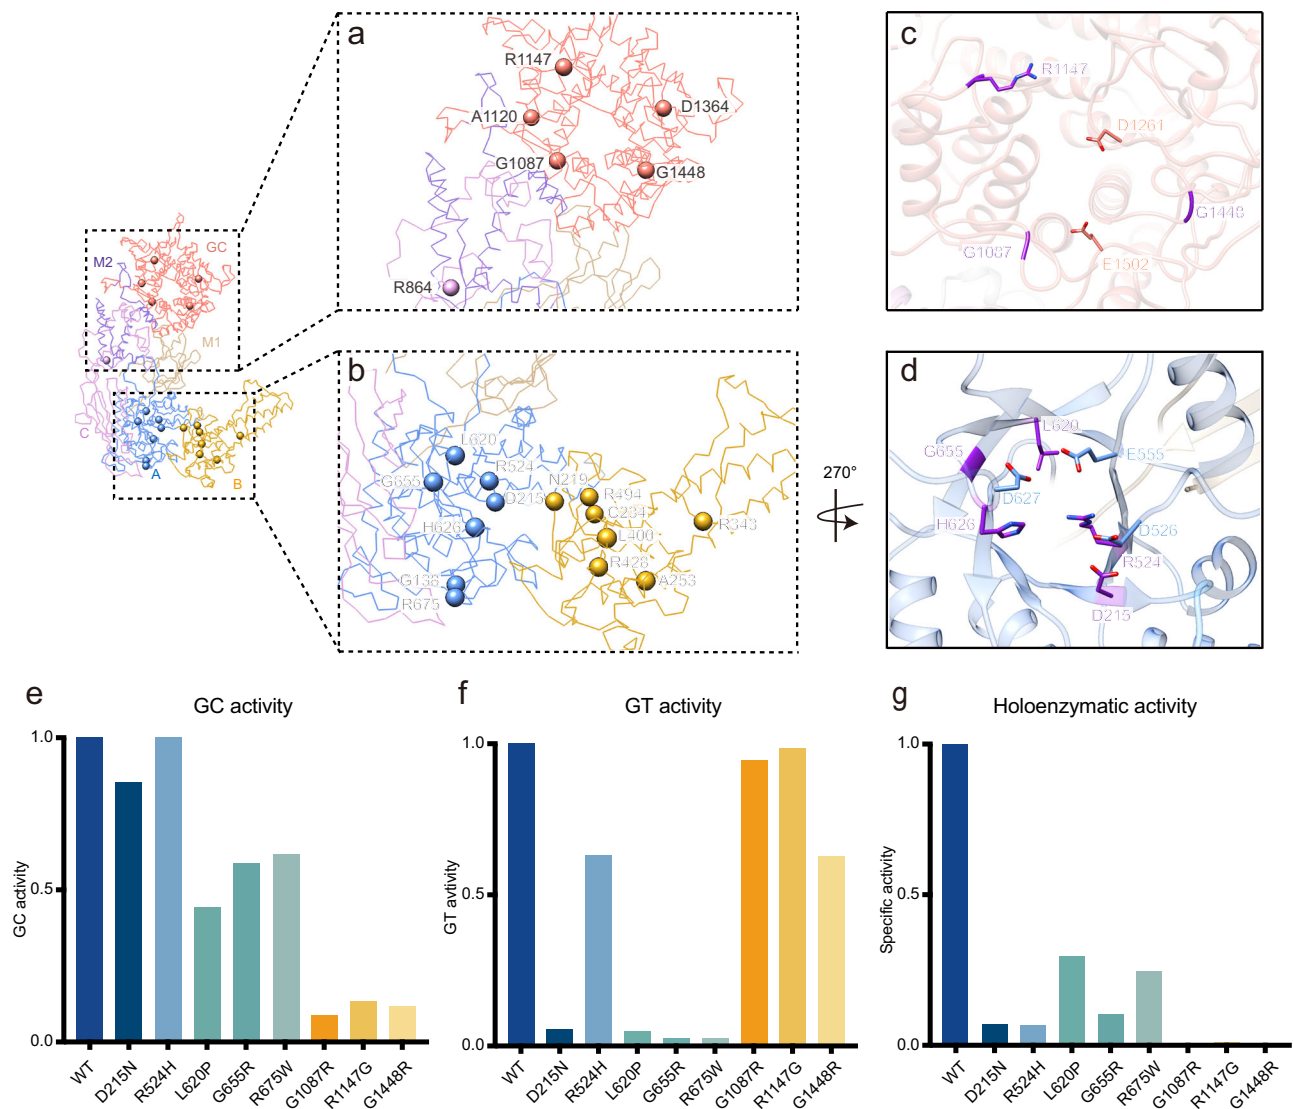 a
R1147
D1364
A1120
G1087
G1448
R864
c
R1147
D1261
G1448
G1087
E1502
GC
M2
M1
C
A
B
b
L620
G655
R524
D215
N219
R494
C234
H626
L400
R343
R428
G138
A253
R675
270°
d
L620
G655
E555
D627
H626
D526
R524
D215
e
GC activity
1.0
0.5
0.0
GC activity
WT
D215N
R524H
L620P
G655R
R675W
G1087R
R1147G
G1448R
f
GT activity
1.0
0.5
0.0
GT avtivity
WT
D215N
R524H
L620P
G655R
R675W
G1087R
R1147G
G1448R
g
Holoenzymatic activity
1.0
0.5
0.0
Specific activity
WT
D215N
R524H
L620P
G655R
R675W
G1087R
R1147G
G1448R